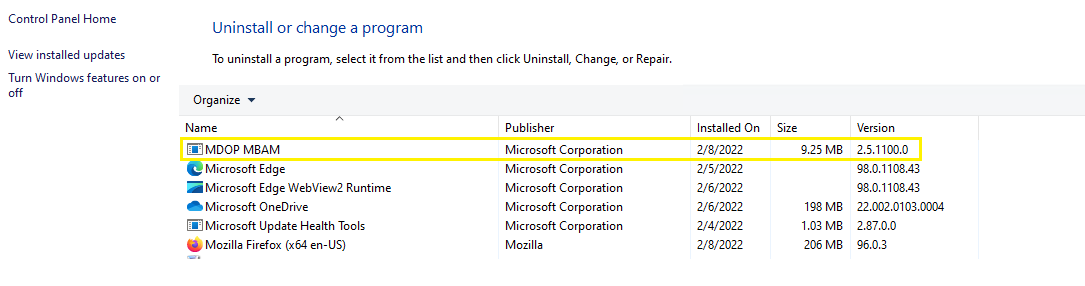 Control Panel Home
View installed updates
Turn Windows features on or
off
Uninstall or change a program
To uninstall a program, select it from the list and then click Uninstall, Change, or Repair.
Organize
Name Publisher Installed On Size Version
MDOP MBAM Microsoft Corporation 2/8/2022 9.25 MB 2.5.1100.0
Microsoft Edge Microsoft Corporation 2/5/2022 98.0.1108.43
Microsoft Edge WebView2 Runtime Microsoft Corporation 2/6/2022 98.0.1108.43
Microsoft OneDrive Microsoft Corporation 2/6/2022 198 MB 22.002.0103.0004
Microsoft Update Health Tools Microsoft Corporation 2/4/2022 1.03 MB 2.87.0.0
Mozilla Firefox (x64 en-US) Mozilla 2/8/2022 206 MB 96.0.3